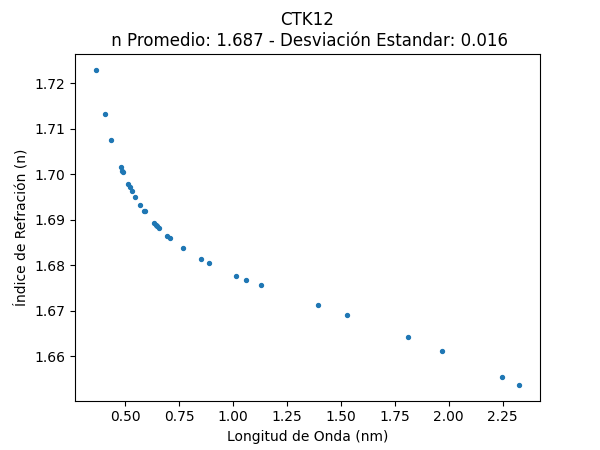 CTK12
n Promedio: 1.687 - Desviación Estandar: 0.016
Índice de Refración (n)
1.72
1.71
1.70
1.69
1.68
1.67
1.66
0.50 0.75 1.00 1.25 1.50 1.75 2.00 2.25
Longitud de Onda (nm)